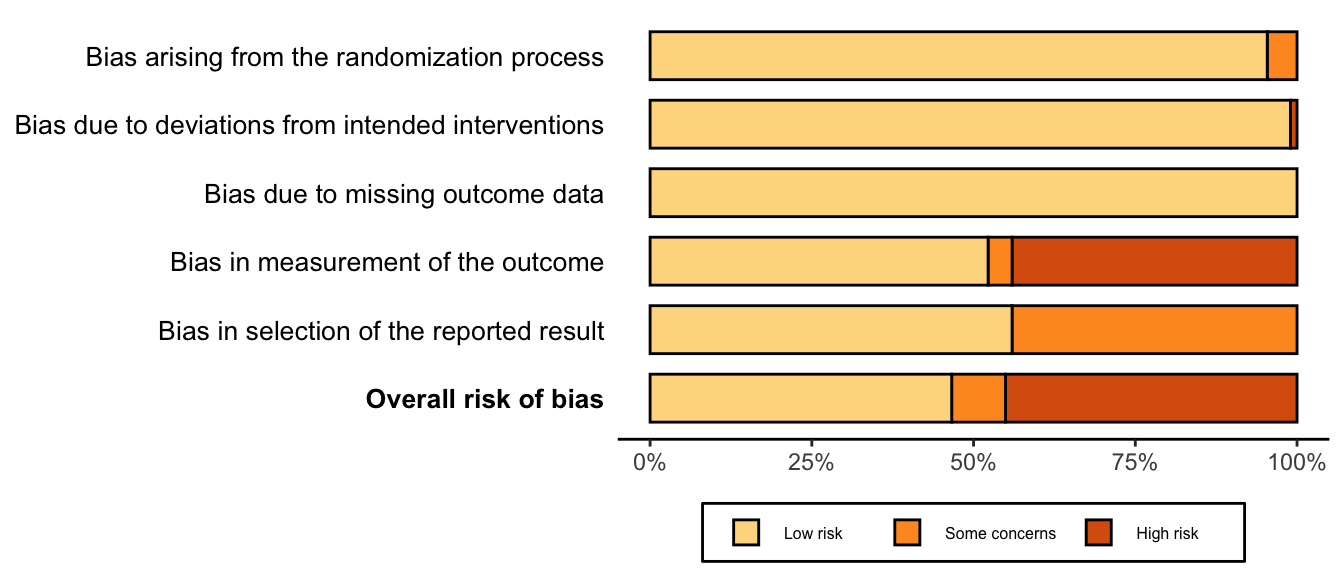 Bias arising from the randomization process
Bias due to deviations from intended interventions
Bias due to missing outcome data
Bias in measurement of the outcome
Bias in selection of the reported result
Overall risk of bias
0% 25% 50% 75% 100%
Low risk Some concerns High risk